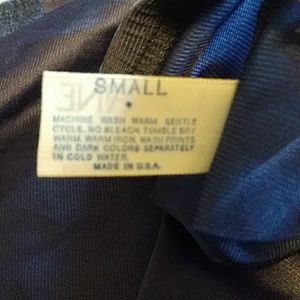 SMALL
MACHINE WASH WARM GENTLE
CYCLE. NO BLEACH. TUMBLE DRY
WARM. WARM IRON. WASH PRINTS
AND DARK COLORS SEPARATELY
IN COLD WATER.
MADE IN U.S.A.